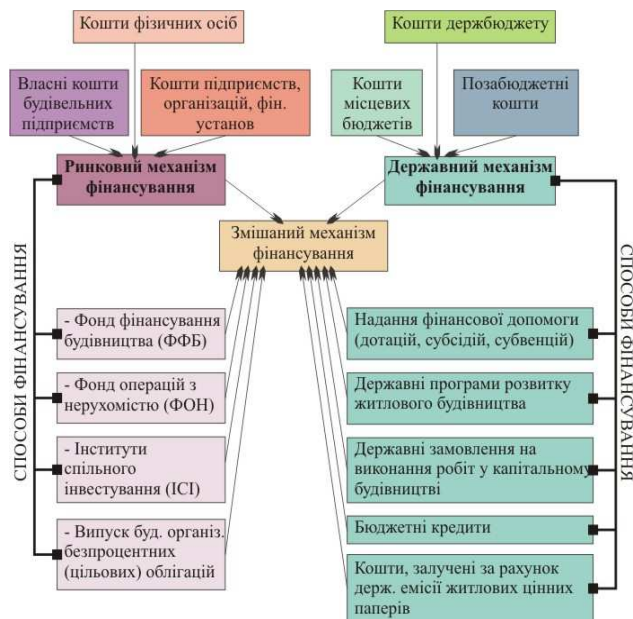 Кошти фізичних осіб
Кошти держбюджету
Власні кошти
будівельних
підприємств
Кошти підприємств,
організацій, фін.
установ
Кошти
місцевих
бюджетів
Позабюджетні
кошти
Ринковий механізм
фінансування
Державний механізм
фінансування
Змішаний механізм
фінансування
СПОСОБИ ФІНАНСУВАННЯ
- Фонд фінансування
будівництва (ФФБ)
- Фонд операцій з
нерухомістю (ФОН)
- Інститути
спільного
інвестування (ІСІ)
- Випуск буд. організ.
безпроцентних
(цільових) облігацій
Надання фінансової допомоги
(дотацій, субсідій, субвенцій)
Державні програми розвитку
житлового будівництва
Державні замовлення на
виконання робіт у капітальному
будівництві
Бюджетні кредити
Кошти, залучені за рахунок
держ. емісії житлових цінних
паперів
СПОСОБИ ФІНАНСУВАННЯ